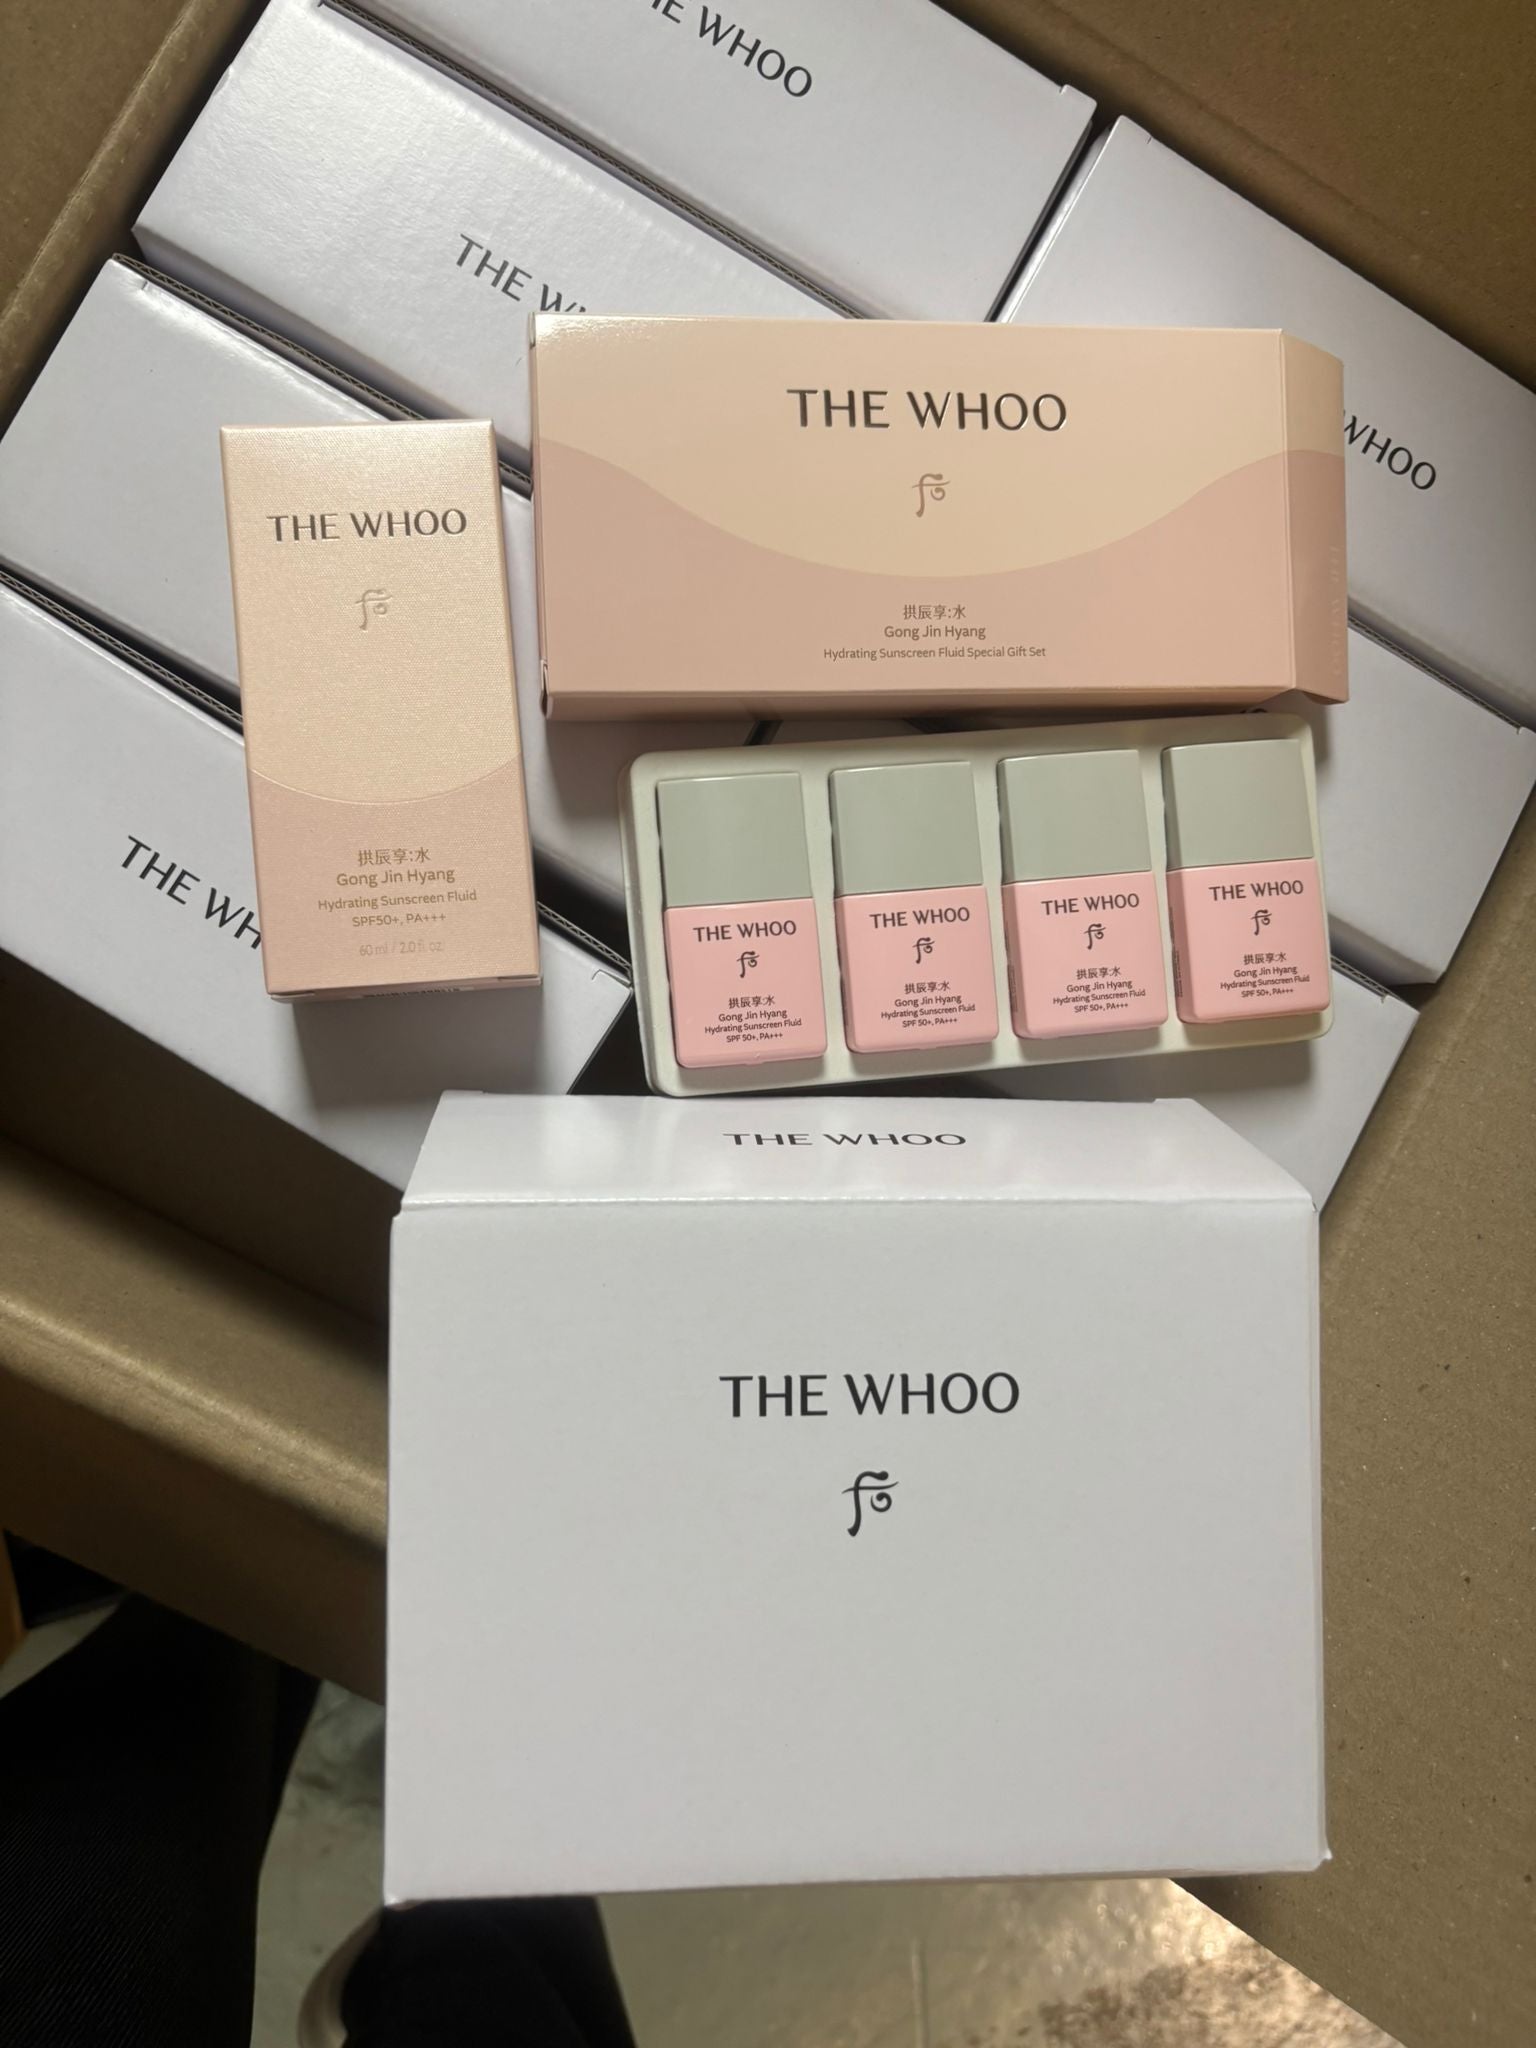 THE WHOO
THE W
WHOO
THE WHOO
拱辰享:水
Gong Jin Hyang
Hydrating Sunscreen Fluid Special Gift Set
THE WHOO
THE WHOO
拱辰享:水
Gong Jin Hyang
Hydrating Sunscreen Fluid
SPF50+, PA+++
60 ml / 2.0 fl oz
THE WH
THE WHOO
拱辰享:水
Gong Jin Hyang
Hydrating Sunscreen Fluid
SPF 50+, PA+++
THE WHOO
拱辰享:水
Gong Jin Hyang
Hydrating Sunscreen Fluid
SPF 50+, PA+++
THE WHOO
拱辰享:水
Gong Jin Hyang
Hydrating Sunscreen Fluid
SPF 50+, PA+++
THE WHOO
拱辰享:水
Gong Jin Hyang
Hydrating Sunscreen Fluid
SPF 50+, PA+++
THE WHOO
THE WHOO